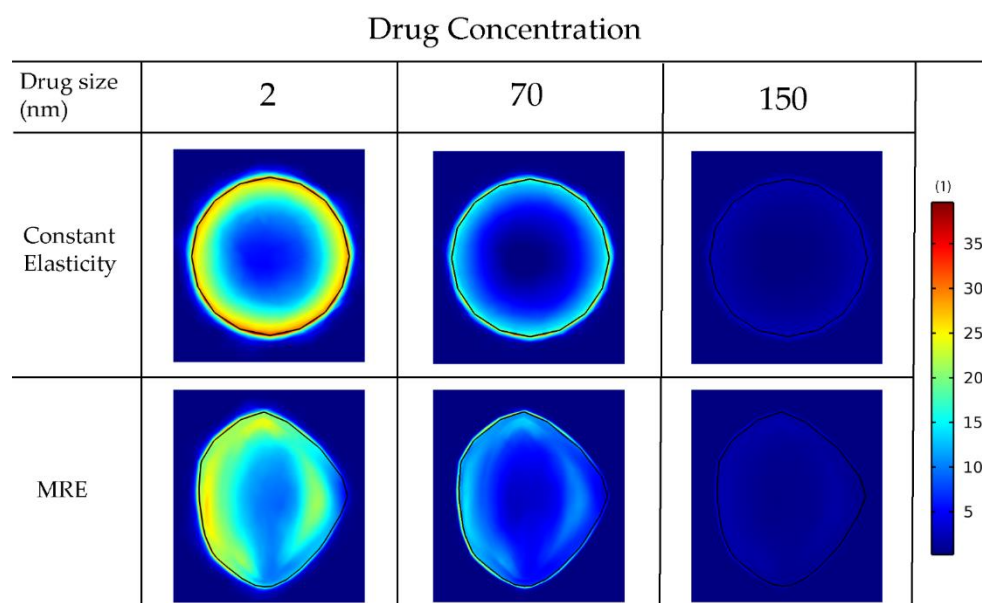 Drug Concentration
Drug size
(nm)
2
70
150
Constant
Elasticity
MRE
(1)
35
30
25
20
15
10
5